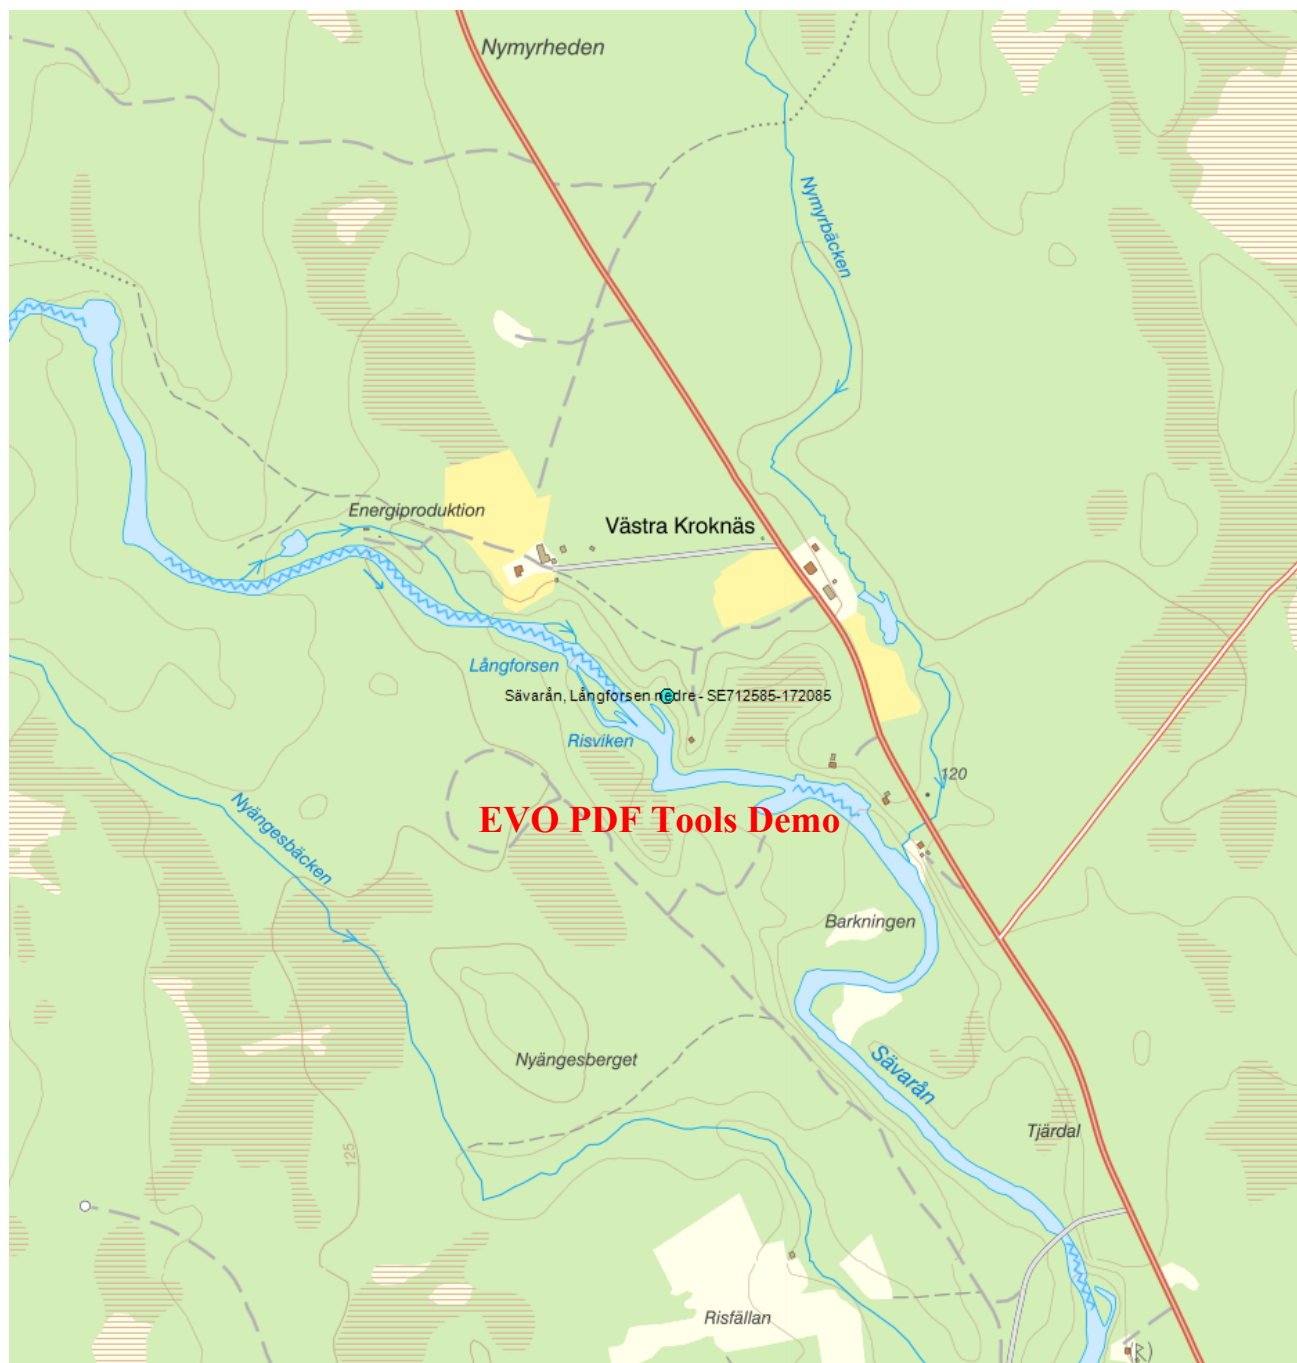 Nymyrheden
Nymyrbäcken
Energiproduktion
Västra Kroknäs
Långforsen
Sävarån, Långforsen nedre - SE712585-172085
Risviken
120
Nyängesbäcken
EVO PDF Tools Demo
Barkningen
Nyängesberget
Sävarån
Tjärdal
125
Risfällan
R